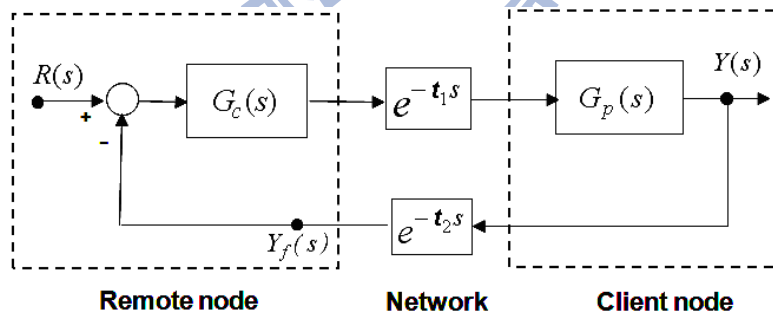 R(s)
+
-
G_c(s)
e^{-t_1 s}
G_p(s)
Y(s)
Y_f(s)
e^{-t_2 s}
Remote node
Network
Client node